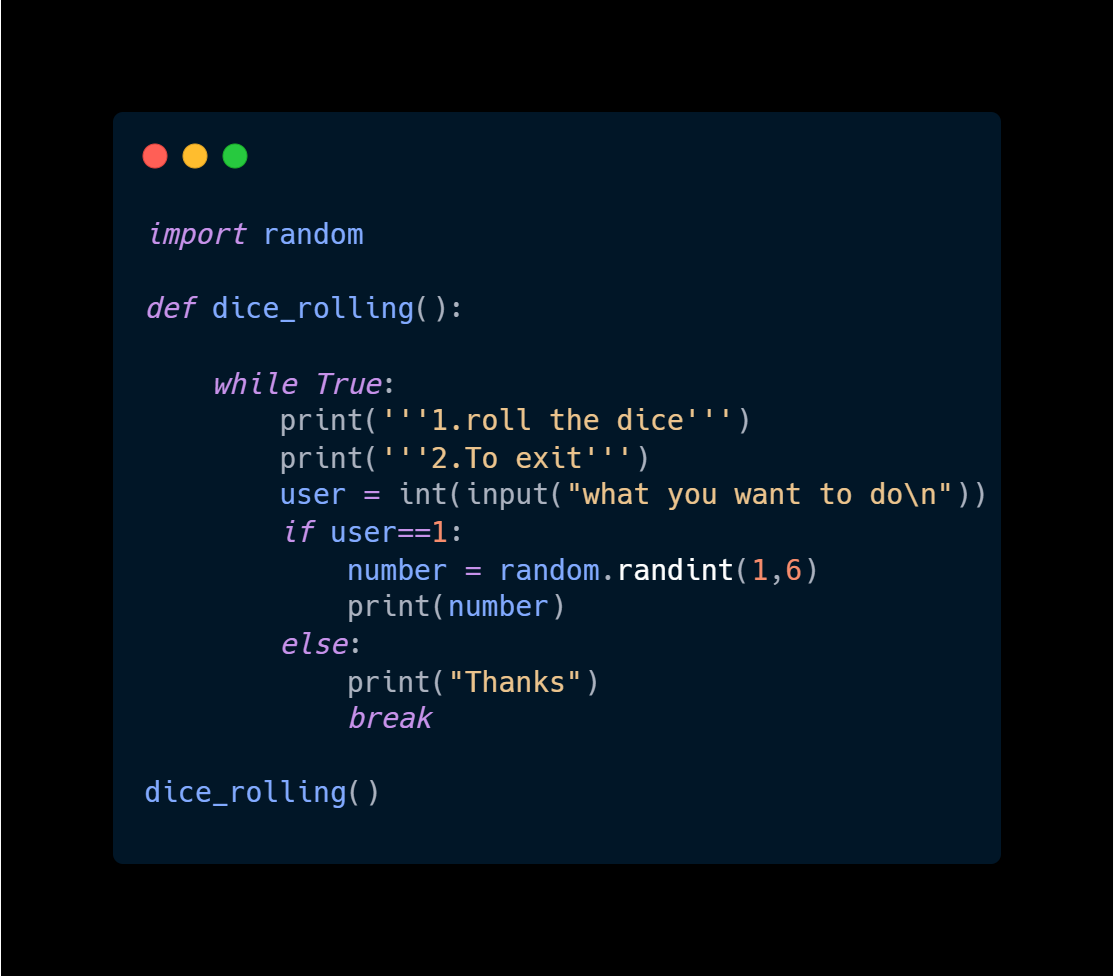 import random
def dice_rolling():
    while True:
        print('''1.roll the dice''')
        print('''2.To exit''')
        user = int(input("what you want to do\n"))
        if user==1:
            number = random.randint(1,6)
            print(number)
        else:
            print("Thanks")
            break
dice_rolling()